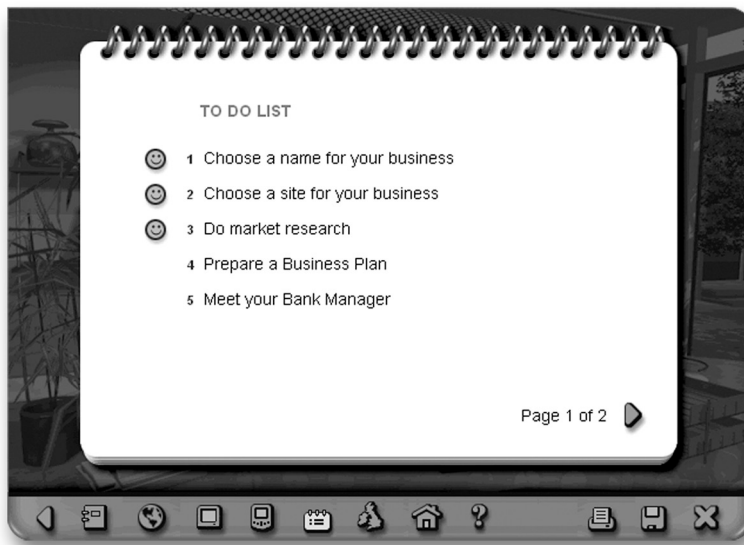 TO DO LIST
1 Choose a name for your business
2 Choose a site for your business
3 Do market research
4 Prepare a Business Plan
5 Meet your Bank Manager
Page 1 of 2
?